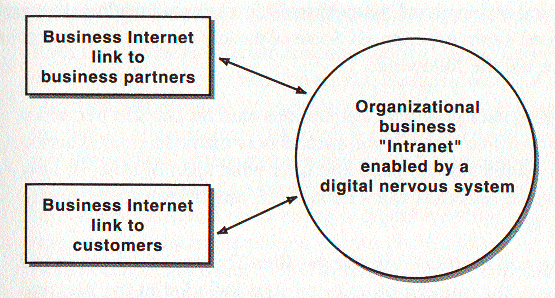 Business Internet
link to
business partners
Organizational
business
"Intranet"
enabled by a
digital nervous system
Business Internet
link to
customers